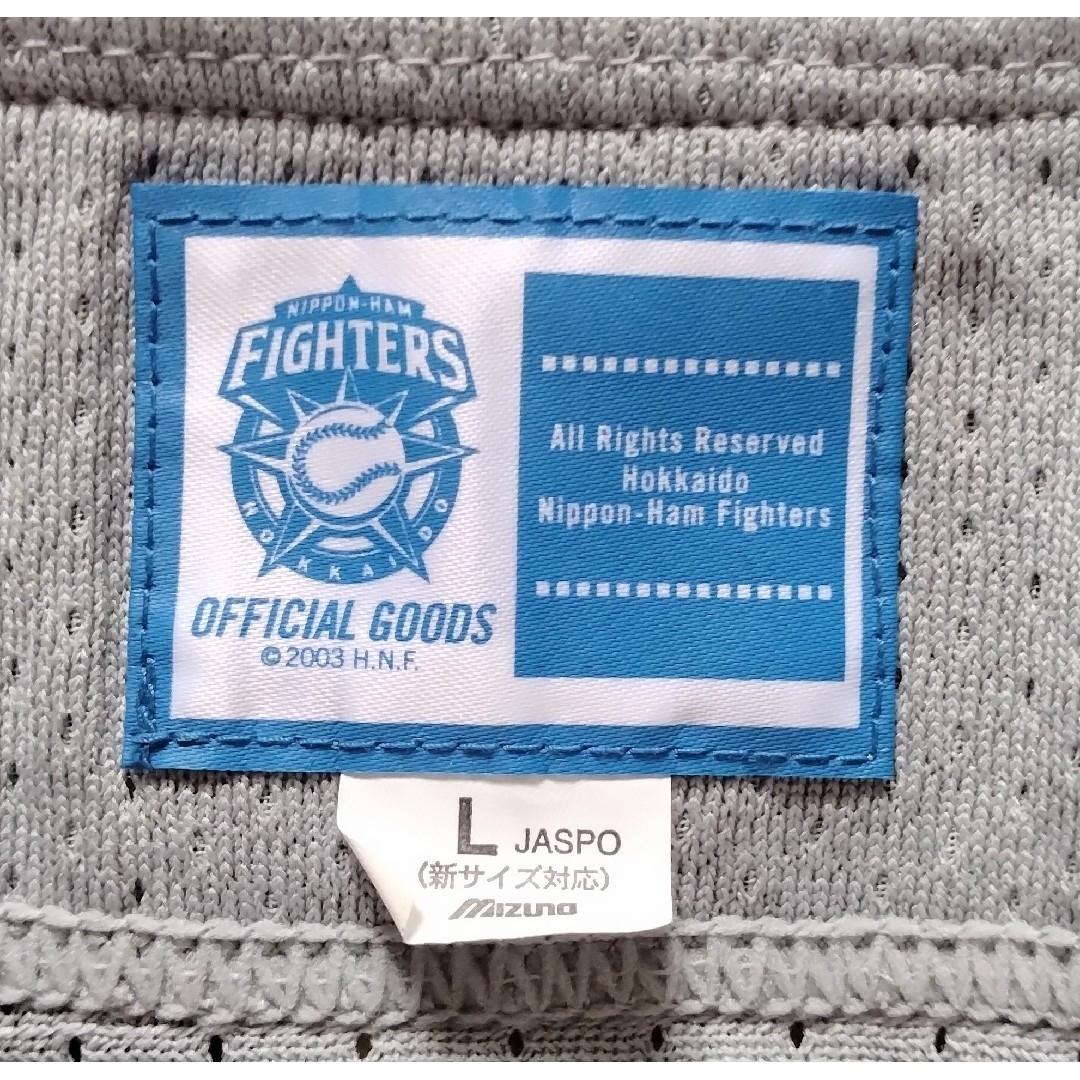 NIPPON-HAM
FIGHTERS
HOKKAIDO
OFFICIAL GOODS
©2003 H.N.F.
All Rights Reserved
Hokkaido
Nippon-Ham Fighters
L JASPO
(新サイズ対応)
Mizuno